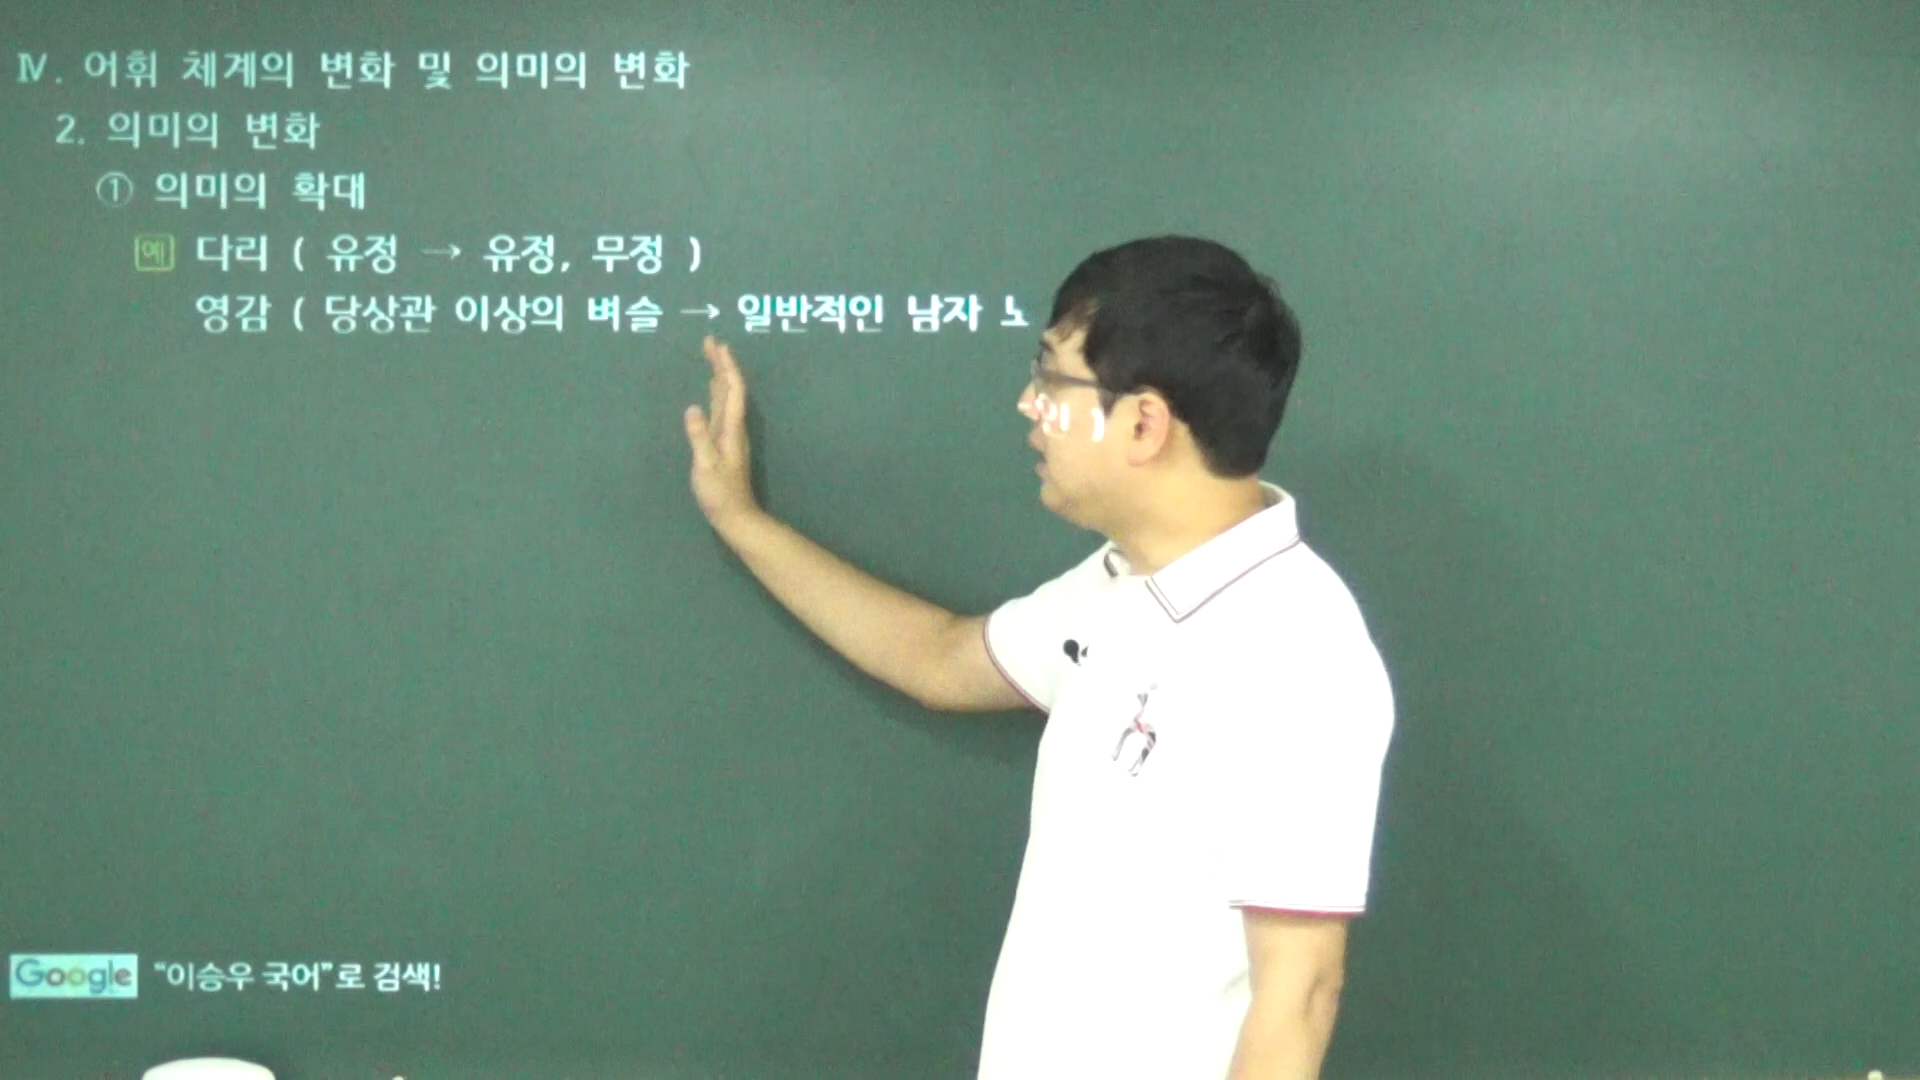 Ⅳ. 어휘 체계의 변화 및 의미의 변화
2. 의미의 변화
① 의미의 확대
예 다리 ( 유정 → 유정, 무정 )
영감 ( 당상관 이상의 벼슬 → 일반적인 남자 노인 )
Google “이승우 국어”로 검색!